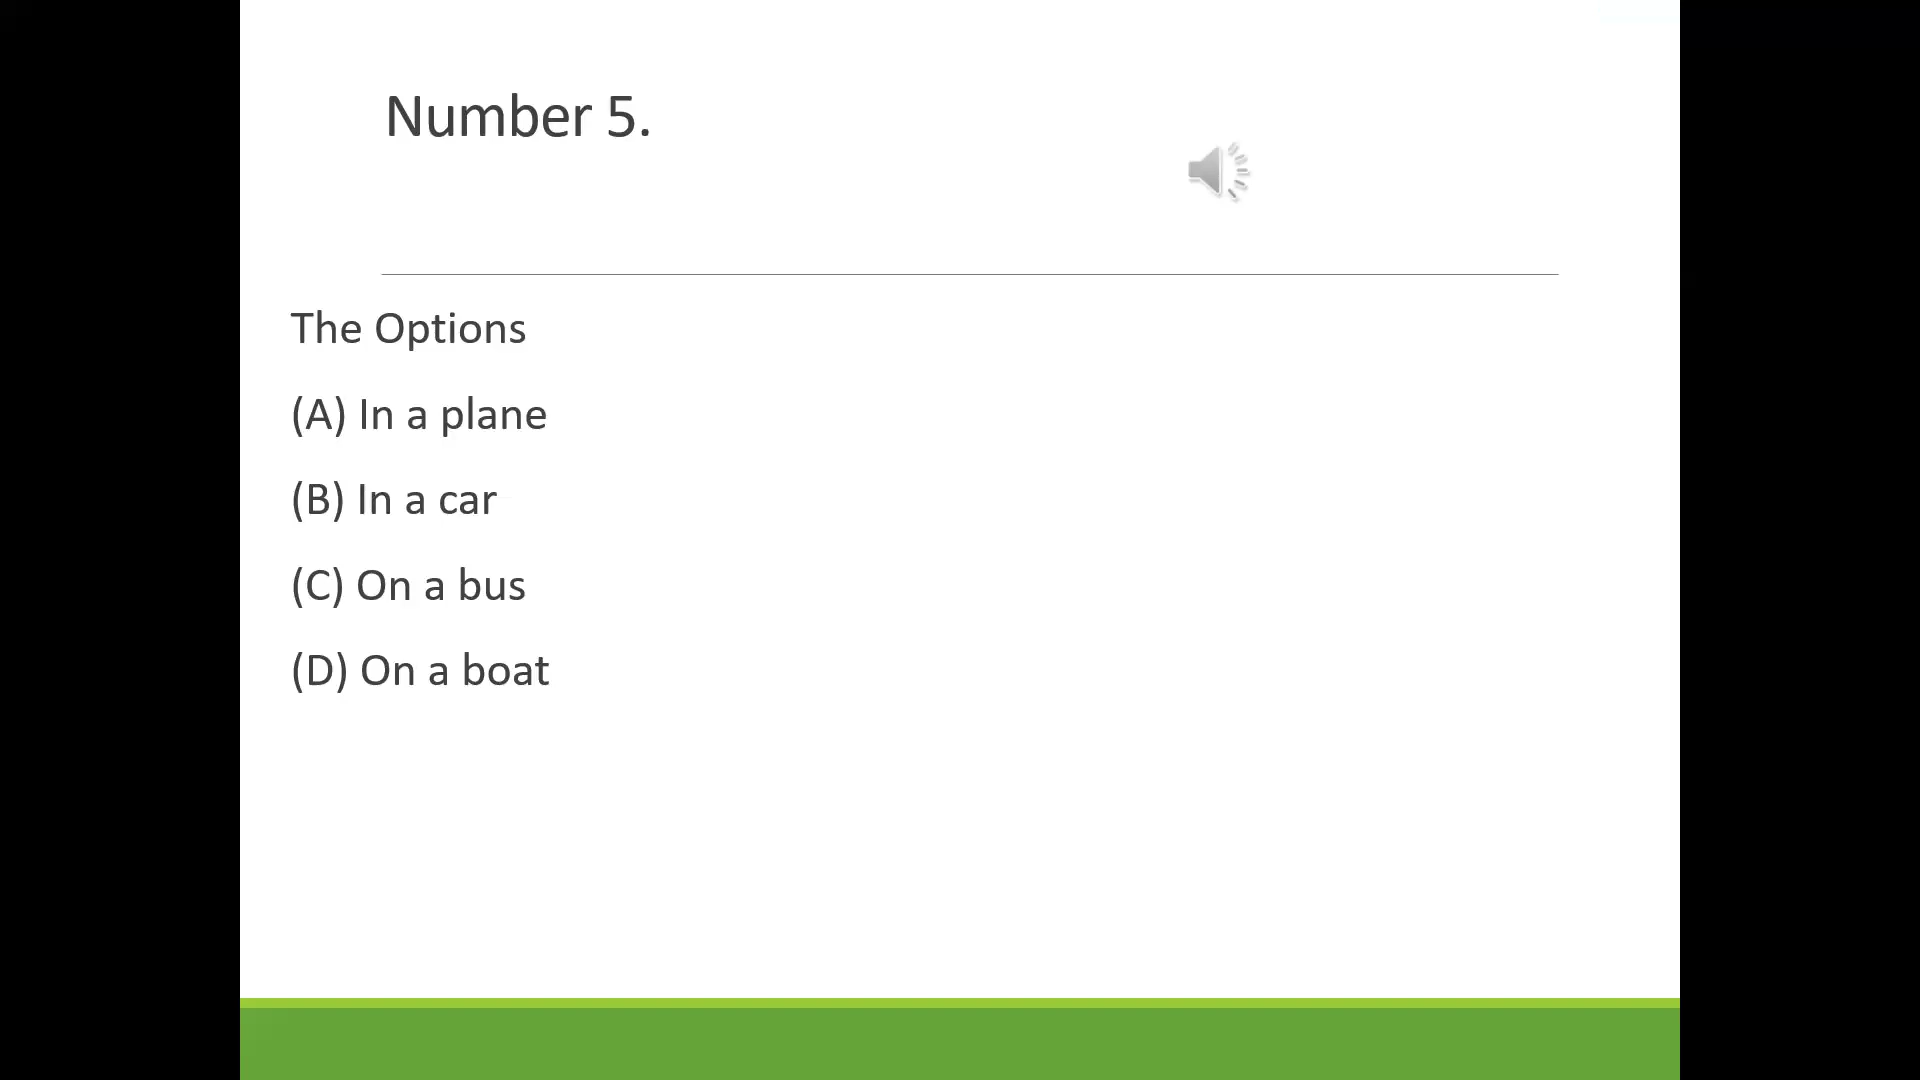 Number 5.
The Options
(A) In a plane
(B) In a car
(C) On a bus
(D) On a boat